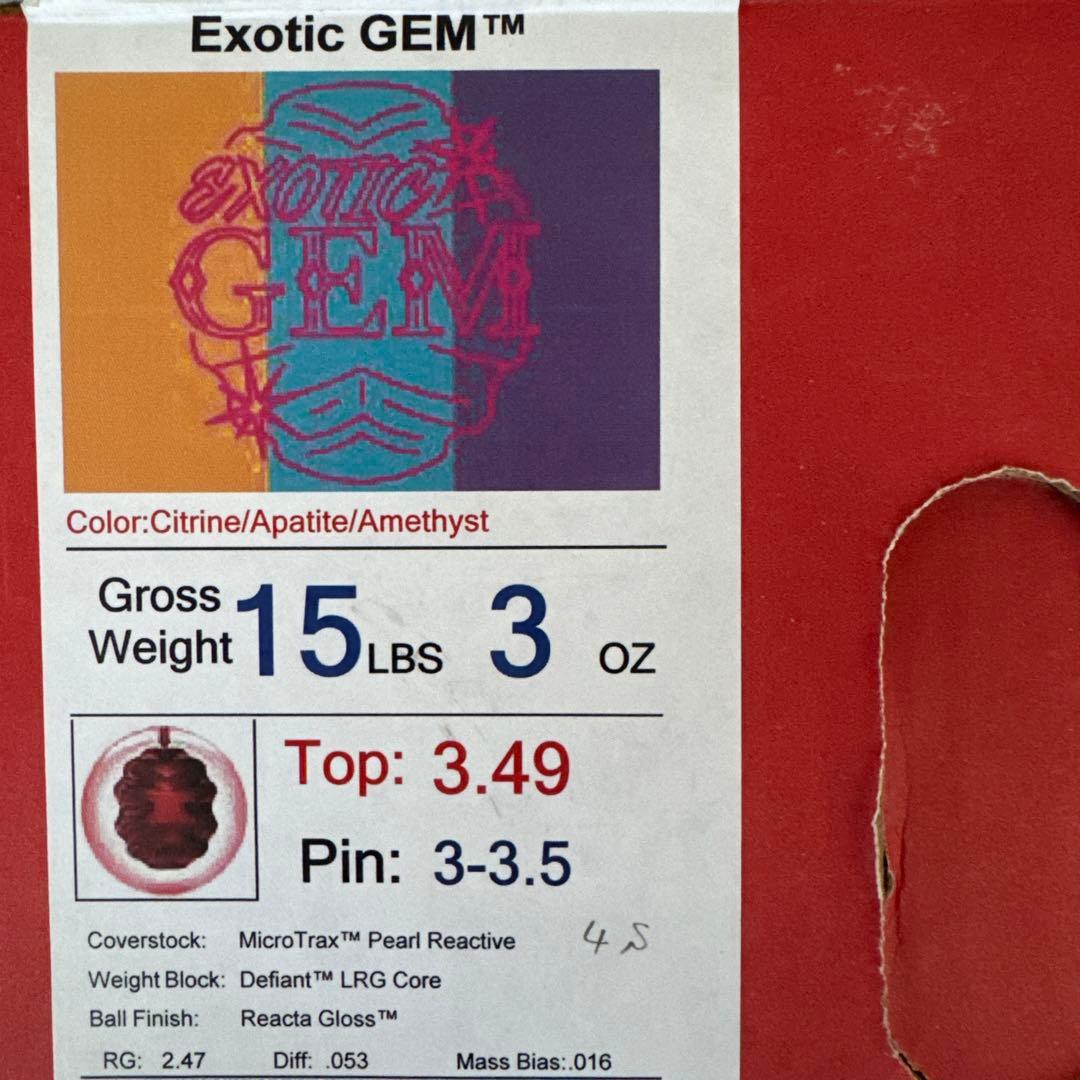 Exotic GEM™
EXOTIC
GEM
Color:Citrine/Apatite/Amethyst
Gross Weight 15 LBS 3 OZ
Top: 3.49
Pin: 3-3.5
Coverstock: MicroTrax™ Pearl Reactive 4 S
Weight Block: Defiant™ LRG Core
Ball Finish: Reacta Gloss™
RG: 2.47 Diff: .053 Mass Bias:.016